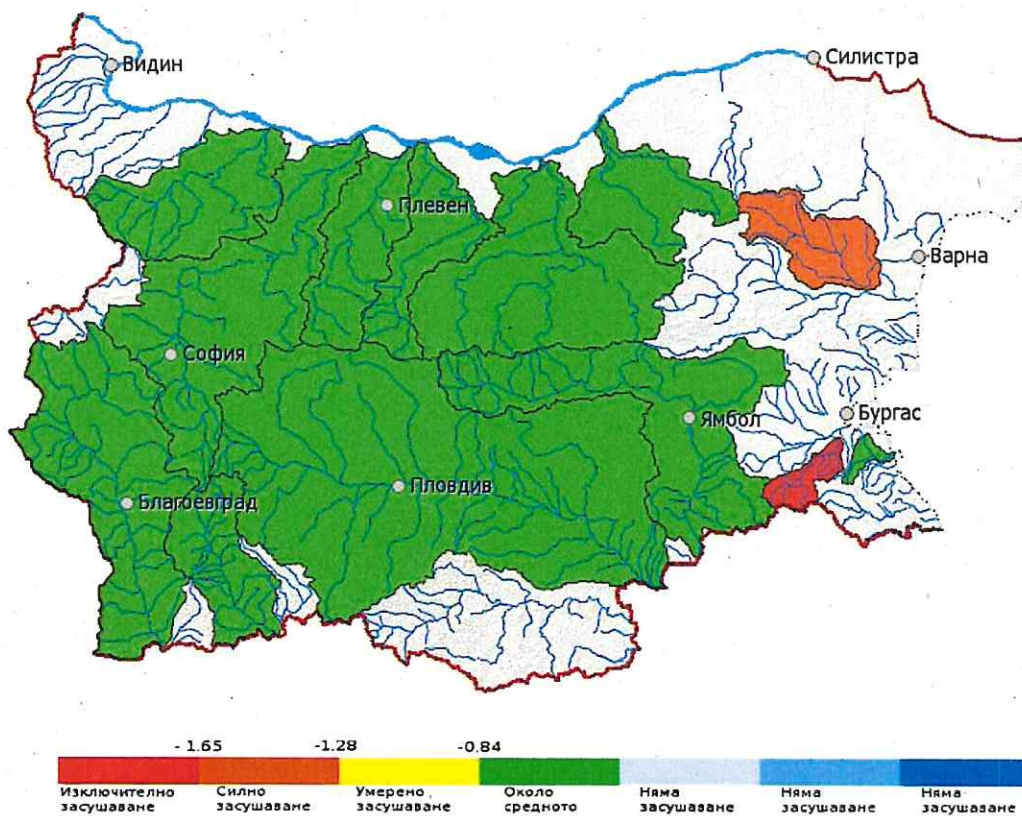 Видин
Силистра
Плевен
Варна
София
Ямбол
Бургас
Благоевград
Пловдив
- 1.65 -1.28 -0.84
Изключително Силно Умерено, Около Няма Няма Няма
засушаване засушаване засушаване средното засушаване засушаване засушаване